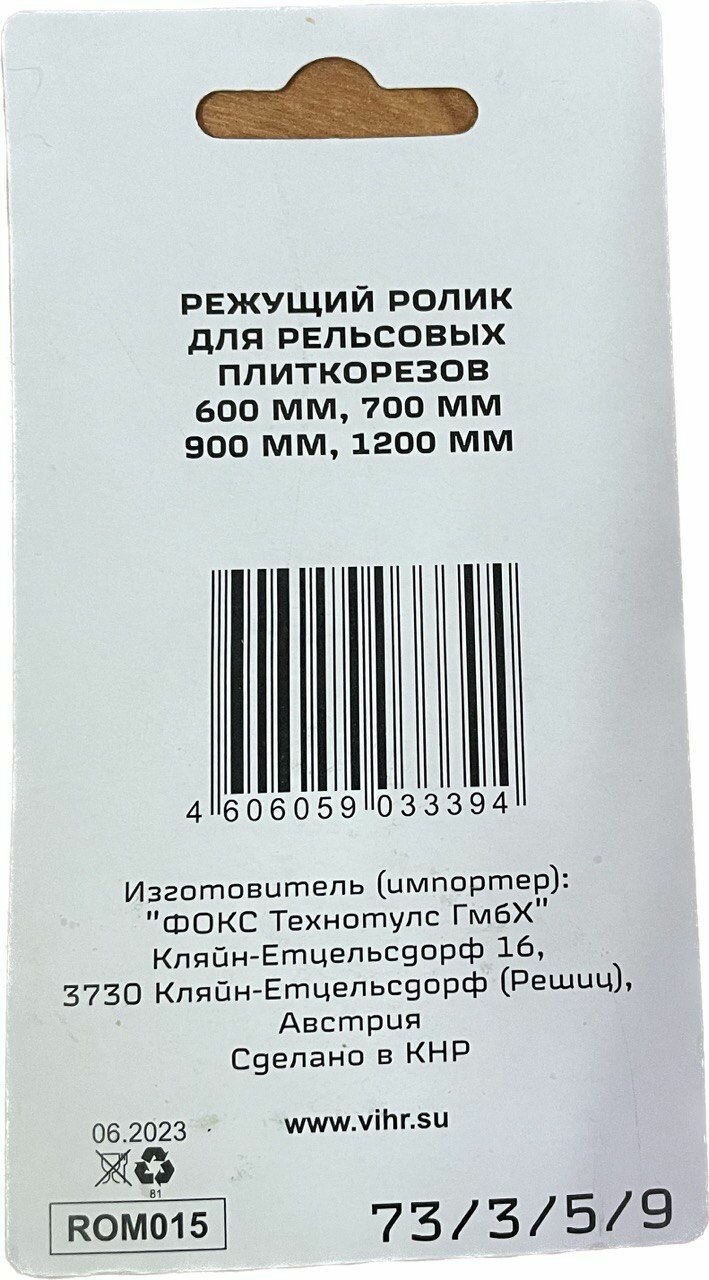 РЕЖУЩИЙ РОЛИК
ДЛЯ РЕЛЬСОВЫХ
ПЛИТКОРЕЗОВ
600 ММ, 700 ММ
900 ММ, 1200 ММ
4 606059 033394
Изготовитель (импортер):
"ФОКС Технотулс ГмбХ"
Кляйн-Етцельсдорф 16,
3730 Кляйн-Етцельсдорф (Решиц),
Австрия
Сделано в КНР
www.vihr.su
06.2023
81
ROM015
73/3/5/9